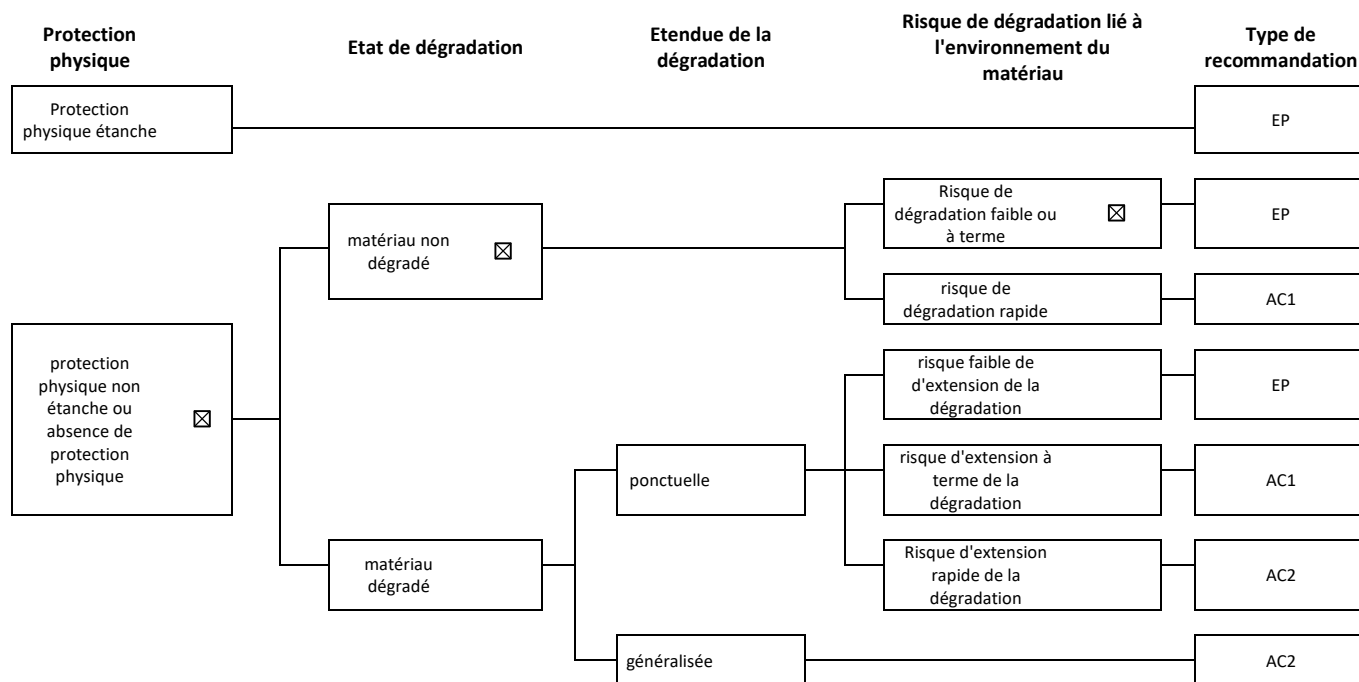 Protection
physique
Etat de dégradation
Etendue de la
dégradation
Risque de dégradation lié à
l'environnement du
matériau
Type de
recommandation
Protection
physique étanche
EP
Risque de
dégradation faible ou
à terme
☒
EP
matériau non
dégradé
☒
risque de
dégradation rapide
AC1
protection
physique non
étanche ou
absence de
protection
physique
☒
risque faible de
d'extension de la
dégradation
EP
ponctuelle
risque d'extension à
terme de la
dégradation
AC1
matériau
dégradé
Risque d'extension
rapide de la
dégradation
AC2
généralisée
AC2